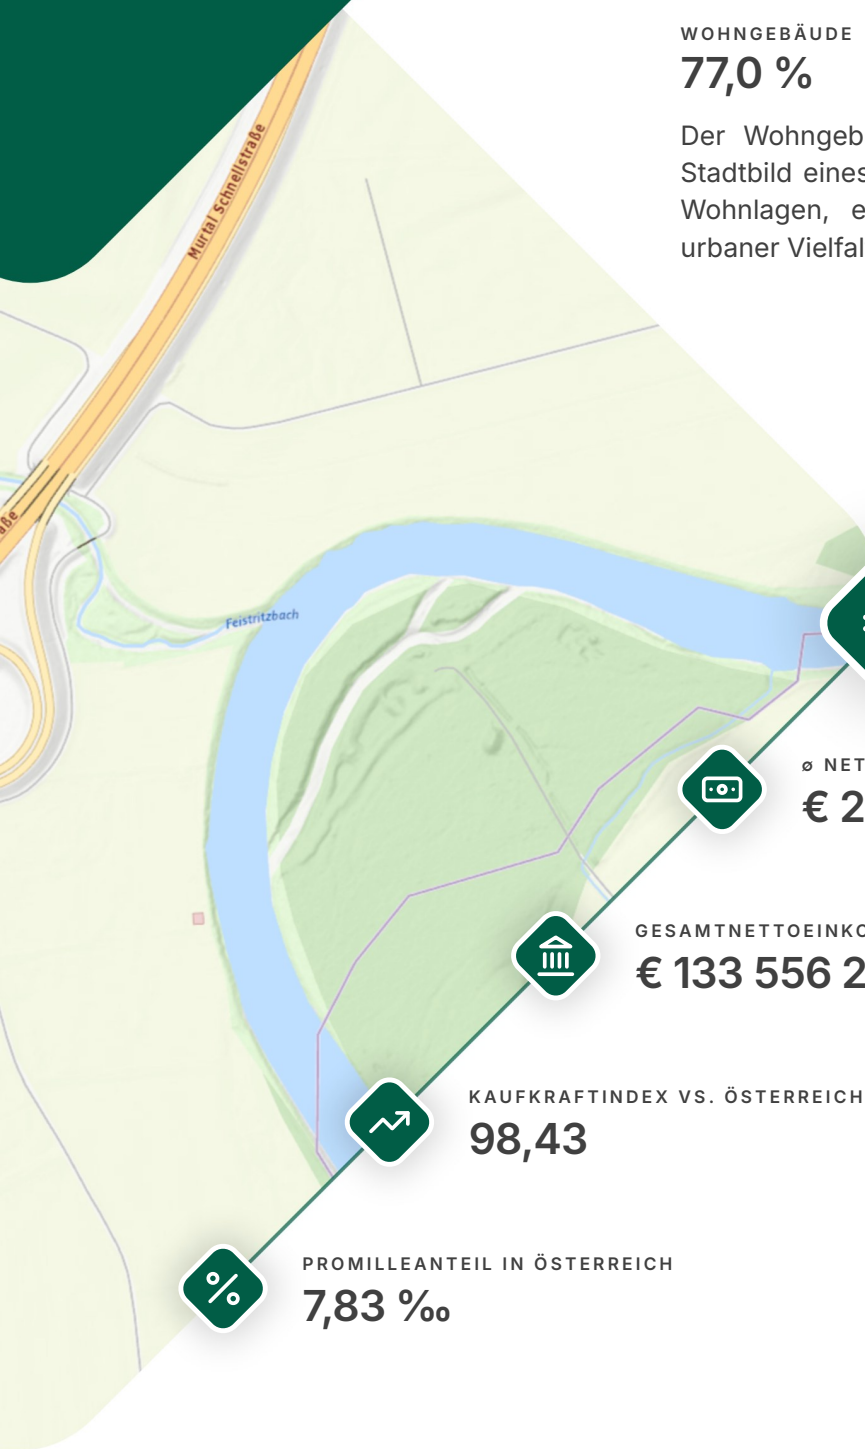 WOHNGEBÄUDE
77,0 %
Der Wohngeb
Stadtbild eines
Wohnlagen, e
urbaner Vielfal
Murtal Schnellstraße
aße
Feistritzbach
ø NET
€ 2
GESAMTNETTOEINKO
€ 133 556 2
KAUFKRAFTINDEX VS. ÖSTERREICH
98,43
PROMILLEANTEIL IN ÖSTERREICH
7,83 ‰